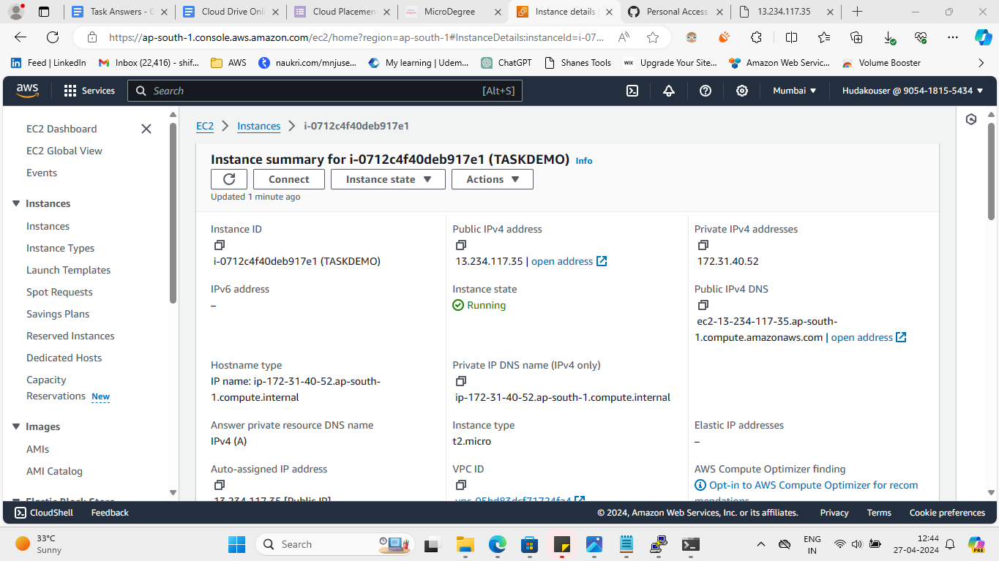 Task Answers - G
Cloud Drive Onli
Cloud Placemen
MicroDegree
Instance details
Personal Access
13.234.117.35
https://ap-south-1.console.aws.amazon.com/ec2/home?region=ap-south-1#InstanceDetails:instanceId=i-07...
Feed | LinkedIn
Inbox (22,416) - shif...
AWS
naukri.com/mnjuse...
My learning | Udem...
ChatGPT
Shanes Tools
WIX Upgrade Your Site...
Amazon Web Servic...
Volume Booster
aws
Services
Search [Alt+S]
Mumbai
Hudakouser @ 9054-1815-5434
EC2 Dashboard
EC2 Global View
Events
Instances
Instances
Instance Types
Launch Templates
Spot Requests
Savings Plans
Reserved Instances
Dedicated Hosts
Capacity
Reservations New
Images
AMIs
AMI Catalog
Elastic Block Store
EC2 Instances i-0712c4f40deb917e1
Instance summary for i-0712c4f40deb917e1 (TASKDEMO) Info
Connect
Instance state
Actions
Updated 1 minute ago
Instance ID
i-0712c4f40deb917e1 (TASKDEMO)
Public IPv4 address
13.234.117.35 | open address
Private IPv4 addresses
172.31.40.52
IPv6 address
–
Instance state
Running
Public IPv4 DNS
ec2-13-234-117-35.ap-south-
1.compute.amazonaws.com | open address
Hostname type
IP name: ip-172-31-40-52.ap-south-
1.compute.internal
Private IP DNS name (IPv4 only)
ip-172-31-40-52.ap-south-1.compute.internal
Answer private resource DNS name
IPv4 (A)
Instance type
t2.micro
Elastic IP addresses
–
Auto-assigned IP address
13.234.117.35 [Public IP]
VPC ID
vpc-05bd83dcf71724fa4
AWS Compute Optimizer finding
Opt-in to AWS Compute Optimizer for recom
mendations
CloudShell
Feedback
© 2024, Amazon Web Services, Inc. or its affiliates.
Privacy
Terms
Cookie preferences
33°C
Sunny
Search
ENG
IN
12:44
27-04-2024
PRE